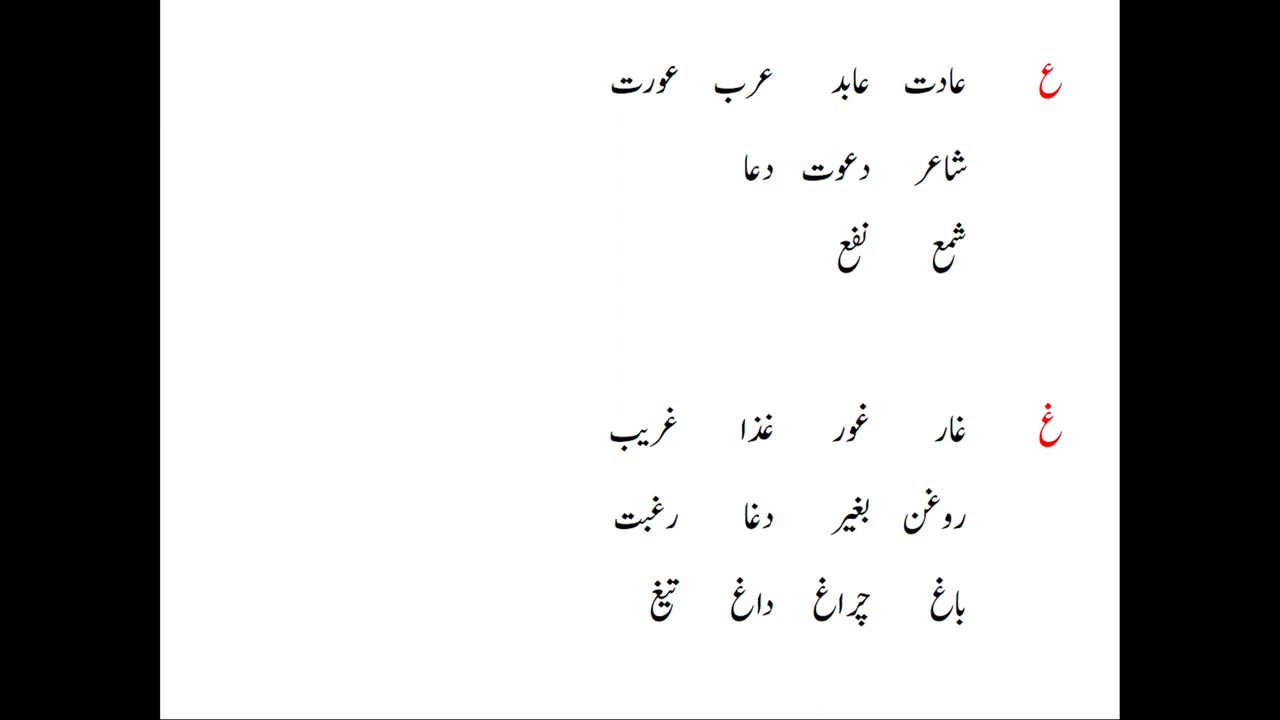 ع عادت عابد عرب عورت
شاعر دعوت دعا
شمع نفع
غ غار غور غذا غریب
روغن بغیر دغا رغبت
باغ چراغ داغ تیغ